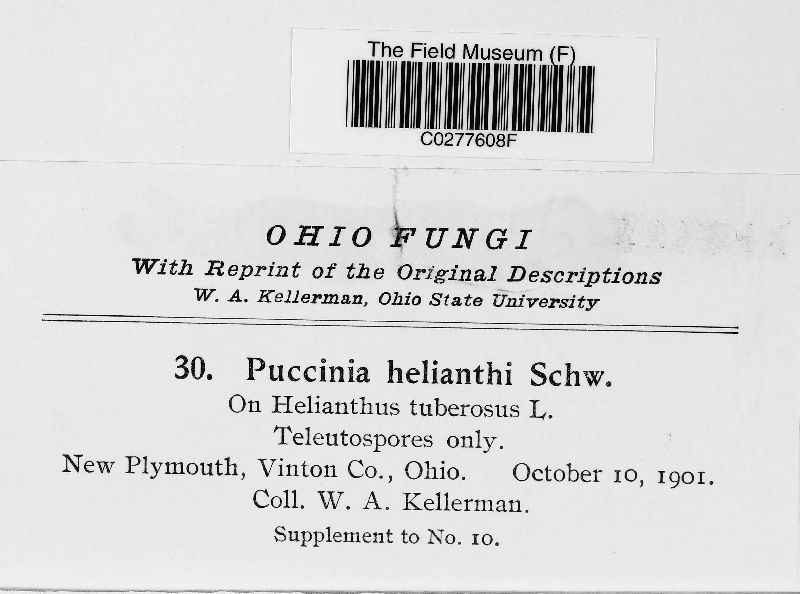 The Field Museum (F)
C0277608F
OHIO FUNGI
With Reprint of the Original Descriptions
W. A. Kellerman, Ohio State University
30. Puccinia helianthi Schw.
On Helianthus tuberosus L.
Teleutospores only.
New Plymouth, Vinton Co., Ohio. October 10, 1901.
Coll. W. A. Kellerman.
Supplement to No. 10.